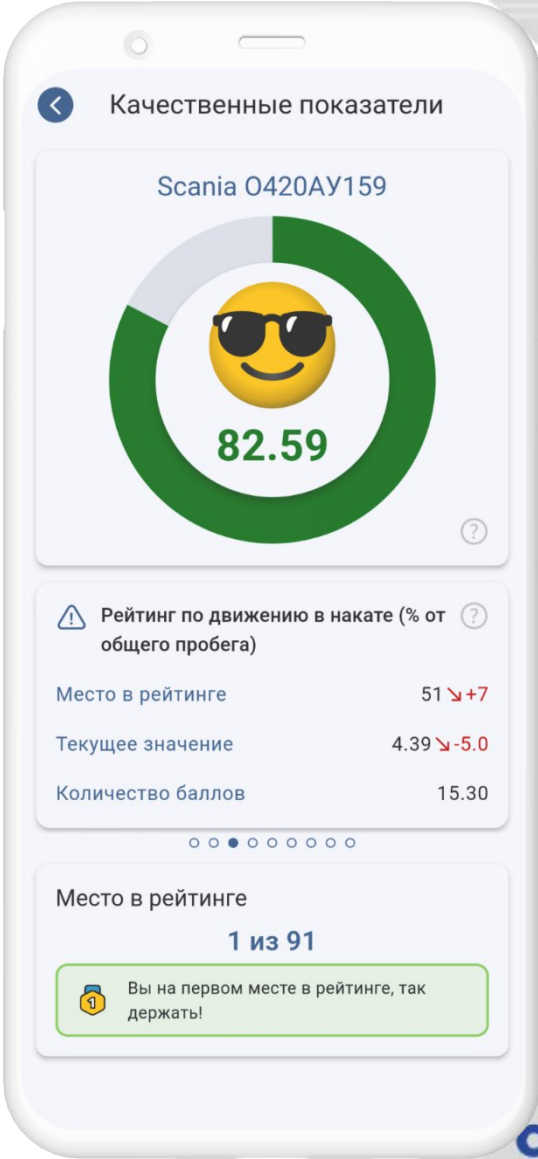 Качественные показатели
Scania О420АУ159
82.59
?
Рейтинг по движению в накате (% от
общего пробега)
?
Место в рейтинге 51 ↘ +7
Текущее значение 4.39 ↘ -5.0
Количество баллов 15.30
Место в рейтинге
1 из 91
1
Вы на первом месте в рейтинге, так
держать!